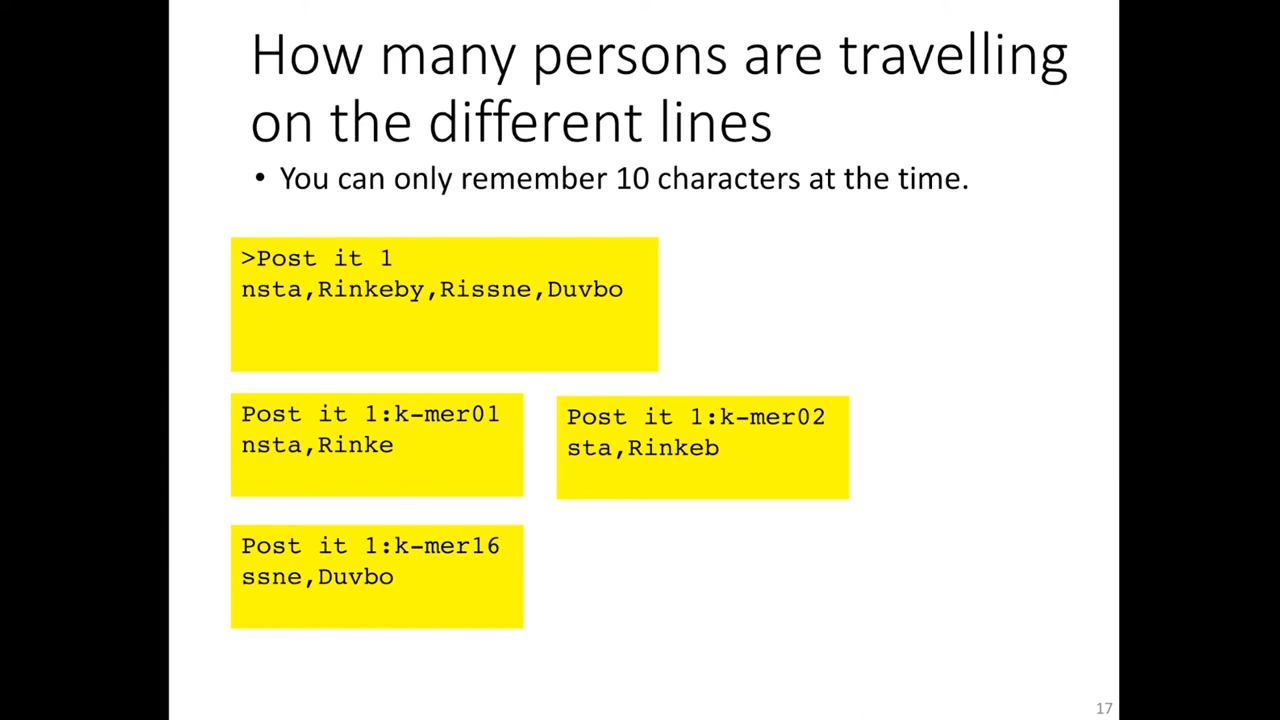 How many persons are travelling
on the different lines
• You can only remember 10 characters at the time.
>Post it 1
nsta,Rinkeby,Rissne,Duvbo
Post it 1:k-mer01
nsta,Rinke
Post it 1:k-mer02
sta,Rinkeb
Post it 1:k-mer16
ssne,Duvbo
17